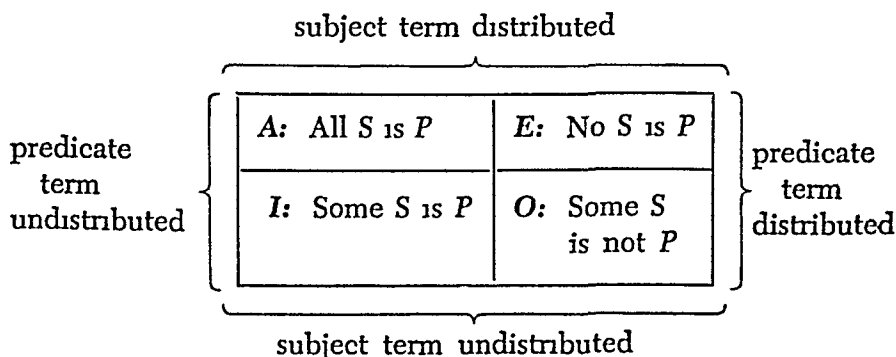 subject term distributed
predicate
term
undistributed
A: All S is P
E: No S is P
I: Some S is P
O: Some S
is not P
predicate
term
distributed
subject term undistributed